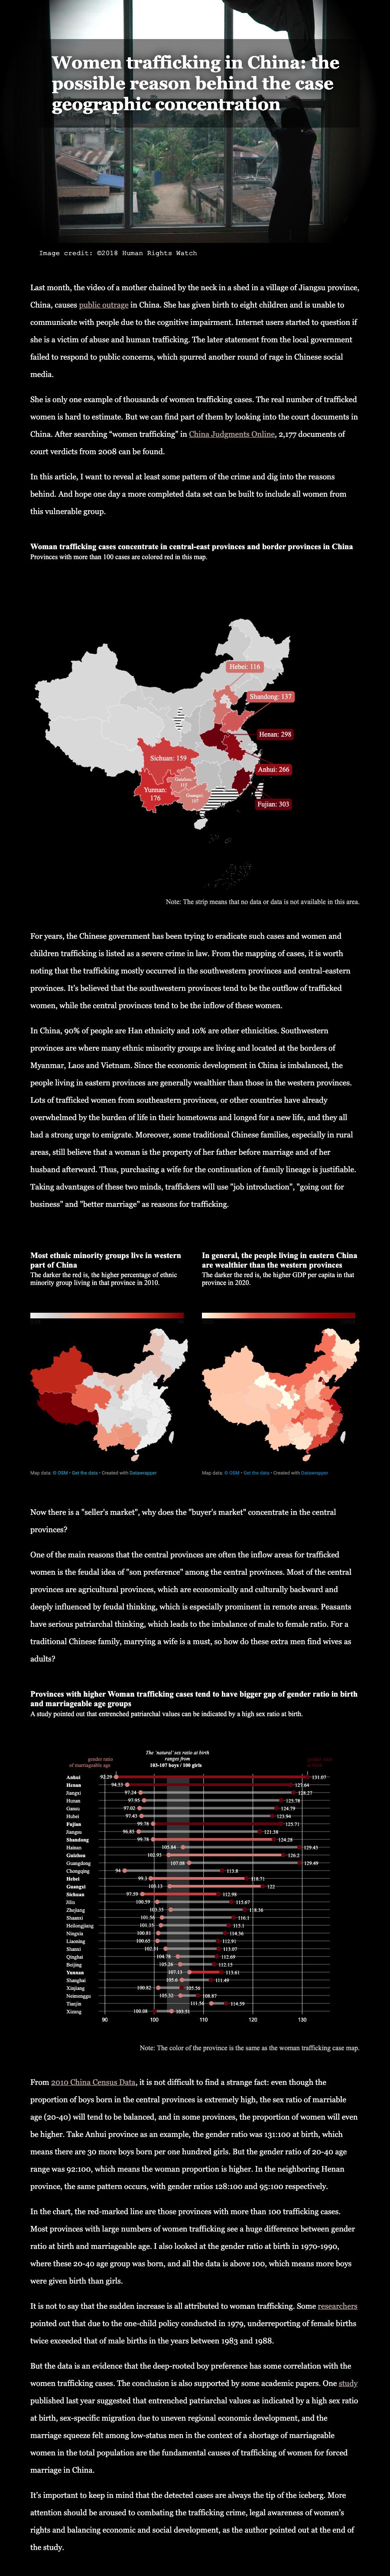 Women trafficking in China: the
possible reason behind the case
geographic concentration
Image credit: ©2018 Human Rights Watch
Last month, the video of a mother chained by the neck in a shed in a village of Jiangsu province,
China, causes public outrage in China. She has given birth to eight children and is unable to
communicate with people due to the cognitive impairment. Internet users started to question if
she is a victim of abuse and human trafficking. The later statement from the local government
failed to respond to public concerns, which spurred another round of rage in Chinese social
media.
She is only one example of thousands of women trafficking cases. The real number of trafficked
women is hard to estimate. But we can find part of them by looking into the court documents in
China. After searching “women trafficking” in China Judgments Online, 2,177 documents of
court verdicts from 2008 can be found.
In this article, I want to reveal at least some pattern of the crime and dig into the reasons
behind. And hope one day a more completed data set can be built to include all women from
this vulnerable group.
Woman trafficking cases concentrate in central-east provinces and border provinces in China
Provinces with more than 100 cases are colored red in this map.
Hebei: 116
Shandong: 137
Henan: 298
Sichuan: 159
Anhui: 266
Yunnan:
176
Fujian: 303
Note: The strip means that no data or data is not available in this area.
For years, the Chinese government has been trying to eradicate such cases and women and
children trafficking is listed as a severe crime in law. From the mapping of cases, it is worth
noting that the trafficking mostly occurred in the southwestern provinces and central-eastern
provinces. It's believed that the southwestern provinces tend to be the outflow of trafficked
women, while the central provinces tend to be the inflow of these women.
In China, 90% of people are Han ethnicity and 10% are other ethnicities. Southwestern
provinces are where many ethnic minority groups are living and located at the borders of
Myanmar, Laos and Vietnam. Since the economic development in China is imbalanced, the
people living in eastern provinces are generally wealthier than those in the western provinces.
Lots of trafficked women from southeastern provinces, or other countries have already
overwhelmed by the burden of life in their hometowns and longed for a new life, and they all
had a strong urge to emigrate. Moreover, some traditional Chinese families, especially in rural
areas, still believe that a woman is the property of her father before marriage and of her
husband afterward. Thus, purchasing a wife for the continuation of family lineage is justifiable.
Taking advantages of these two minds, traffickers will use "job introduction", "going out for
business" and "better marriage" as reasons for trafficking.
Most ethnic minority groups live in western
part of China
The darker the red is, the higher percentage of ethnic
minority group living in that province in 2010.
In general, the people living in eastern China
are wealthier than the western provinces
The darker the red is, the higher GDP per capita in that
province in 2020.
Map data: © OSM • Get the data • Created with Datawrapper
Map data: © OSM • Get the data • Created with Datawrapper
Now there is a "seller's market", why does the "buyer's market" concentrate in the central
provinces?
One of the main reasons that the central provinces are often the inflow areas for trafficked
women is the feudal idea of "son preference" among the central provinces. Most of the central
provinces are agricultural provinces, which are economically and culturally backward and
deeply influenced by feudal thinking, which is especially prominent in remote areas. Peasants
have serious patriarchal thinking, which leads to the imbalance of male to female ratio. For a
traditional Chinese family, marrying a wife is a must, so how do these extra men find wives as
adults?
Provinces with higher Woman trafficking cases tend to have bigger gap of gender ratio in birth
and marriageable age groups
A study pointed out that entrenched patriarchal values can be indicated by a high sex ratio at birth.
gender ratio
of marriageable age
The 'natural' sex ratio at birth
ranges from
103-107 boys / 100 girls
Anhui 92.29 131.07
Henan 94.53 127.64
Jiangxi 97.24 128.27
Hunan 97.95 125.78
Gansu 97.02 124.79
Hubei 97.43 123.94
Fujian 99.78 125.71
Jiangsu 96.85 121.38
Shandong 99.78 124.28
Hainan 105.84 129.45
Guizhou 102.93 126.2
Guangdong 107.08 129.49
Chongqing 94 113.8
Hebei 99.3 118.71
Guangxi 103.13 122
Sichuan 97.59 112.98
Jilin 100.59 115.67
Zhejiang 103.35 118.36
Shaanxi 101.56 116.1
Heilongjiang 101.35 115.1
Ningxia 100.81 114.36
Liaoning 100.65 112.91
Shanxi 102.31 113.07
Qinghai 104.78 112.69
Beijing 105.26 112.15
Yunnan 107.13 113.61
Shanghai 105.6 111.49
Xinjiang 100.82 105.56
Neimenggu 105.32 108.87
Tianjin 111.56 114.59
Xizang 100.08 103.51
90 100 110 120 130
Note: The color of the province is the same as the woman trafficking case map.
From 2010 China Census Data, it is not difficult to find a strange fact: even though the
proportion of boys born in the central provinces is extremely high, the sex ratio of marriable
age (20-40) will tend to be balanced, and in some provinces, the proportion of women will even
be higher. Take Anhui province as an example, the gender ratio was 131:100 at birth, which
means there are 30 more boys born per one hundred girls. But the gender ratio of 20-40 age
range was 92:100, which means the woman proportion is higher. In the neighboring Henan
province, the same pattern occurs, with gender ratios 128:100 and 95:100 respectively.
In the chart, the red-marked line are those provinces with more than 100 trafficking cases.
Most provinces with large numbers of women trafficking see a huge difference between gender
ratio at birth and marriageable age. I also looked at the gender ratio at birth in 1970-1990,
where these 20-40 age group was born, and all the data is above 100, which means more boys
were given birth than girls.
It is not to say that the sudden increase is all attributed to woman trafficking. Some researchers
pointed out that due to the one-child policy conducted in 1979, underreporting of female births
twice exceeded that of male births in the years between 1983 and 1988.
But the data is an evidence that the deep-rooted boy preference has some correlation with the
women trafficking cases. The conclusion is also supported by some academic papers. One study
published last year suggested that entrenched patriarchal values as indicated by a high sex ratio
at birth, sex-specific migration due to uneven regional economic development, and the
marriage squeeze felt among low-status men in the context of a shortage of marriageable
women in the total population are the fundamental causes of trafficking of women for forced
marriage in China.
It's important to keep in mind that the detected cases are always the tip of the iceberg. More
attention should be aroused to combating the trafficking crime, legal awareness of women's
rights and balancing economic and social development, as the author pointed out at the end of
the study.